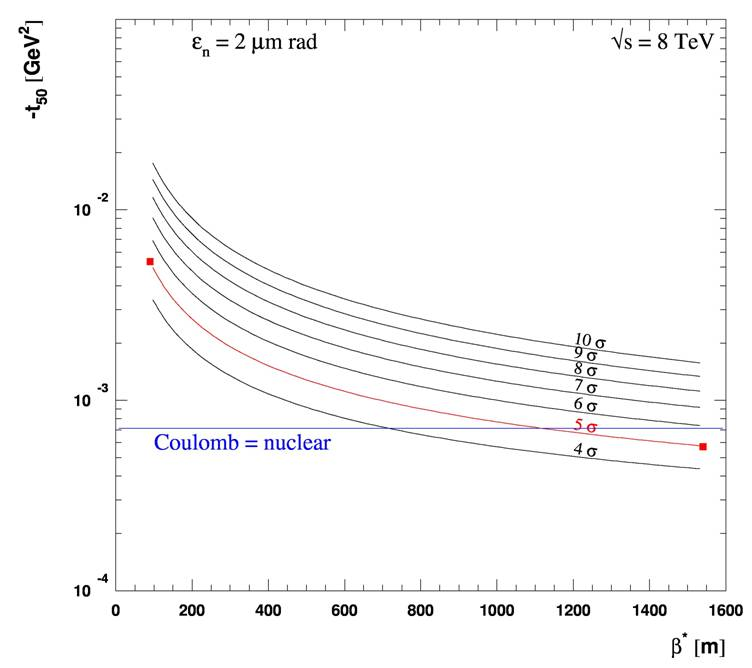 εn = 2 μm rad
√s = 8 TeV
-t50 [GeV2]
10 -2
10 σ
9 σ
8 σ
7 σ
10 -3
6 σ
5 σ
Coulomb = nuclear
4 σ
10 -4
0 200 400 600 800 1000 1200 1400 1600
β* [m]